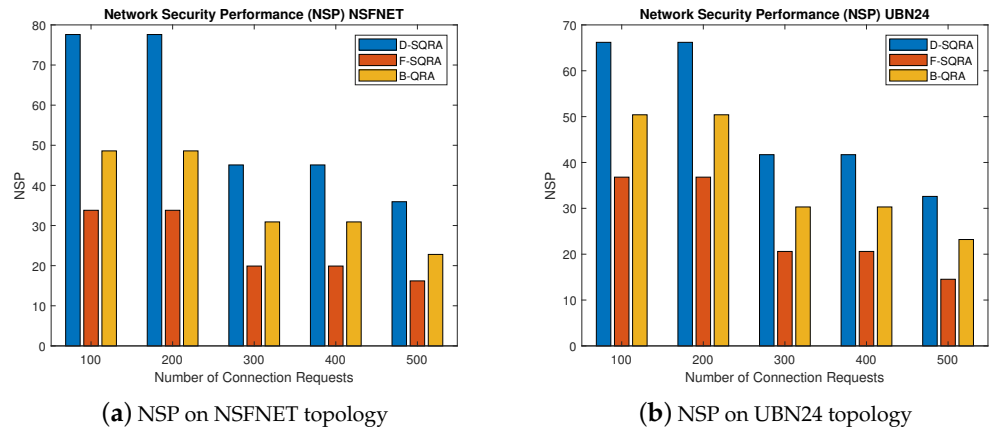 Network Security Performance (NSP) NSFNET
80
70
60
50
40
30
20
10
0
NSP
D-SQRA
F-SQRA
B-QRA
100 200 300 400 500
Number of Connection Requests
(a) NSP on NSFNET topology
Network Security Performance (NSP) UBN24
70
60
50
40
30
20
10
0
NSP
D-SQRA
F-SQRA
B-QRA
100 200 300 400 500
Number of Connection Requests
(b) NSP on UBN24 topology